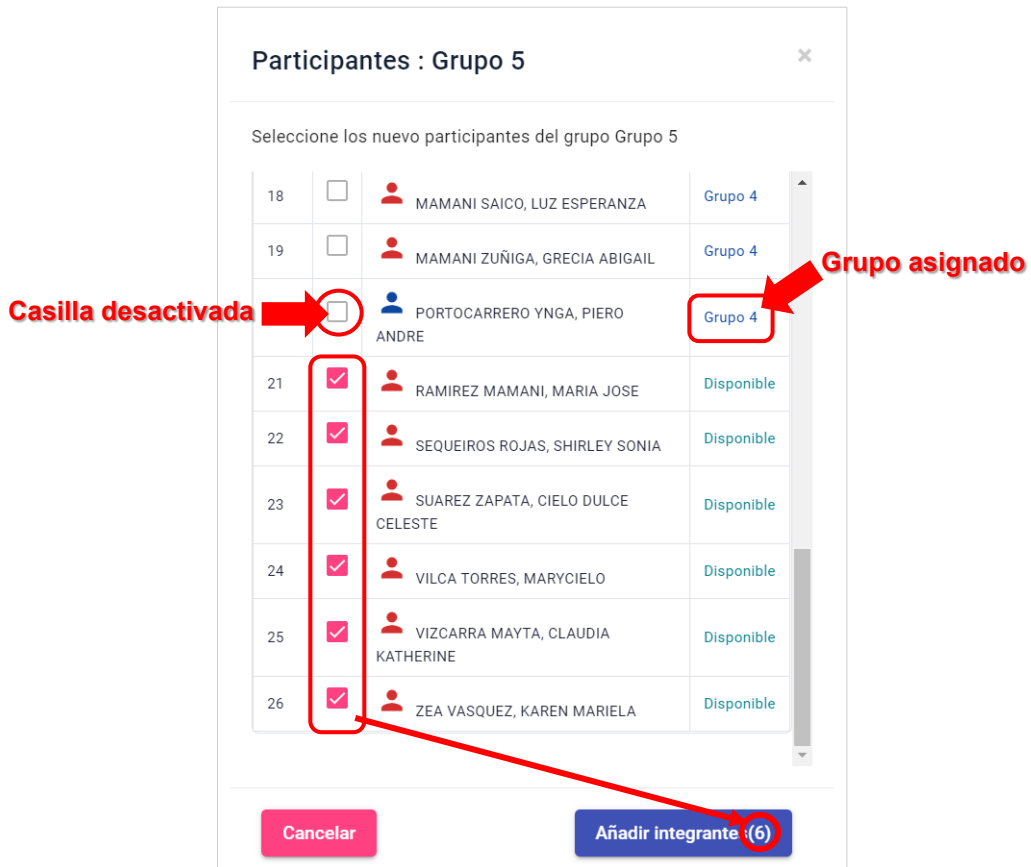 Participantes : Grupo 5
×
Seleccione los nuevo participantes del grupo Grupo 5
18 MAMANI SAICO, LUZ ESPERANZA Grupo 4
19 MAMANI ZUÑIGA, GRECIA ABIGAIL Grupo 4
Grupo asignado
Casilla desactivada
PORTOCARRERO YNGA, PIERO Grupo 4
ANDRE
21 RAMIREZ MAMANI, MARIA JOSE Disponible
22 SEQUEIROS ROJAS, SHIRLEY SONIA Disponible
23 SUAREZ ZAPATA, CIELO DULCE Disponible
CELESTE
24 VILCA TORRES, MARYCIELO Disponible
25 VIZCARRA MAYTA, CLAUDIA Disponible
KATHERINE
26 ZEA VASQUEZ, KAREN MARIELA Disponible
Cancelar
Añadir integrantes(6)